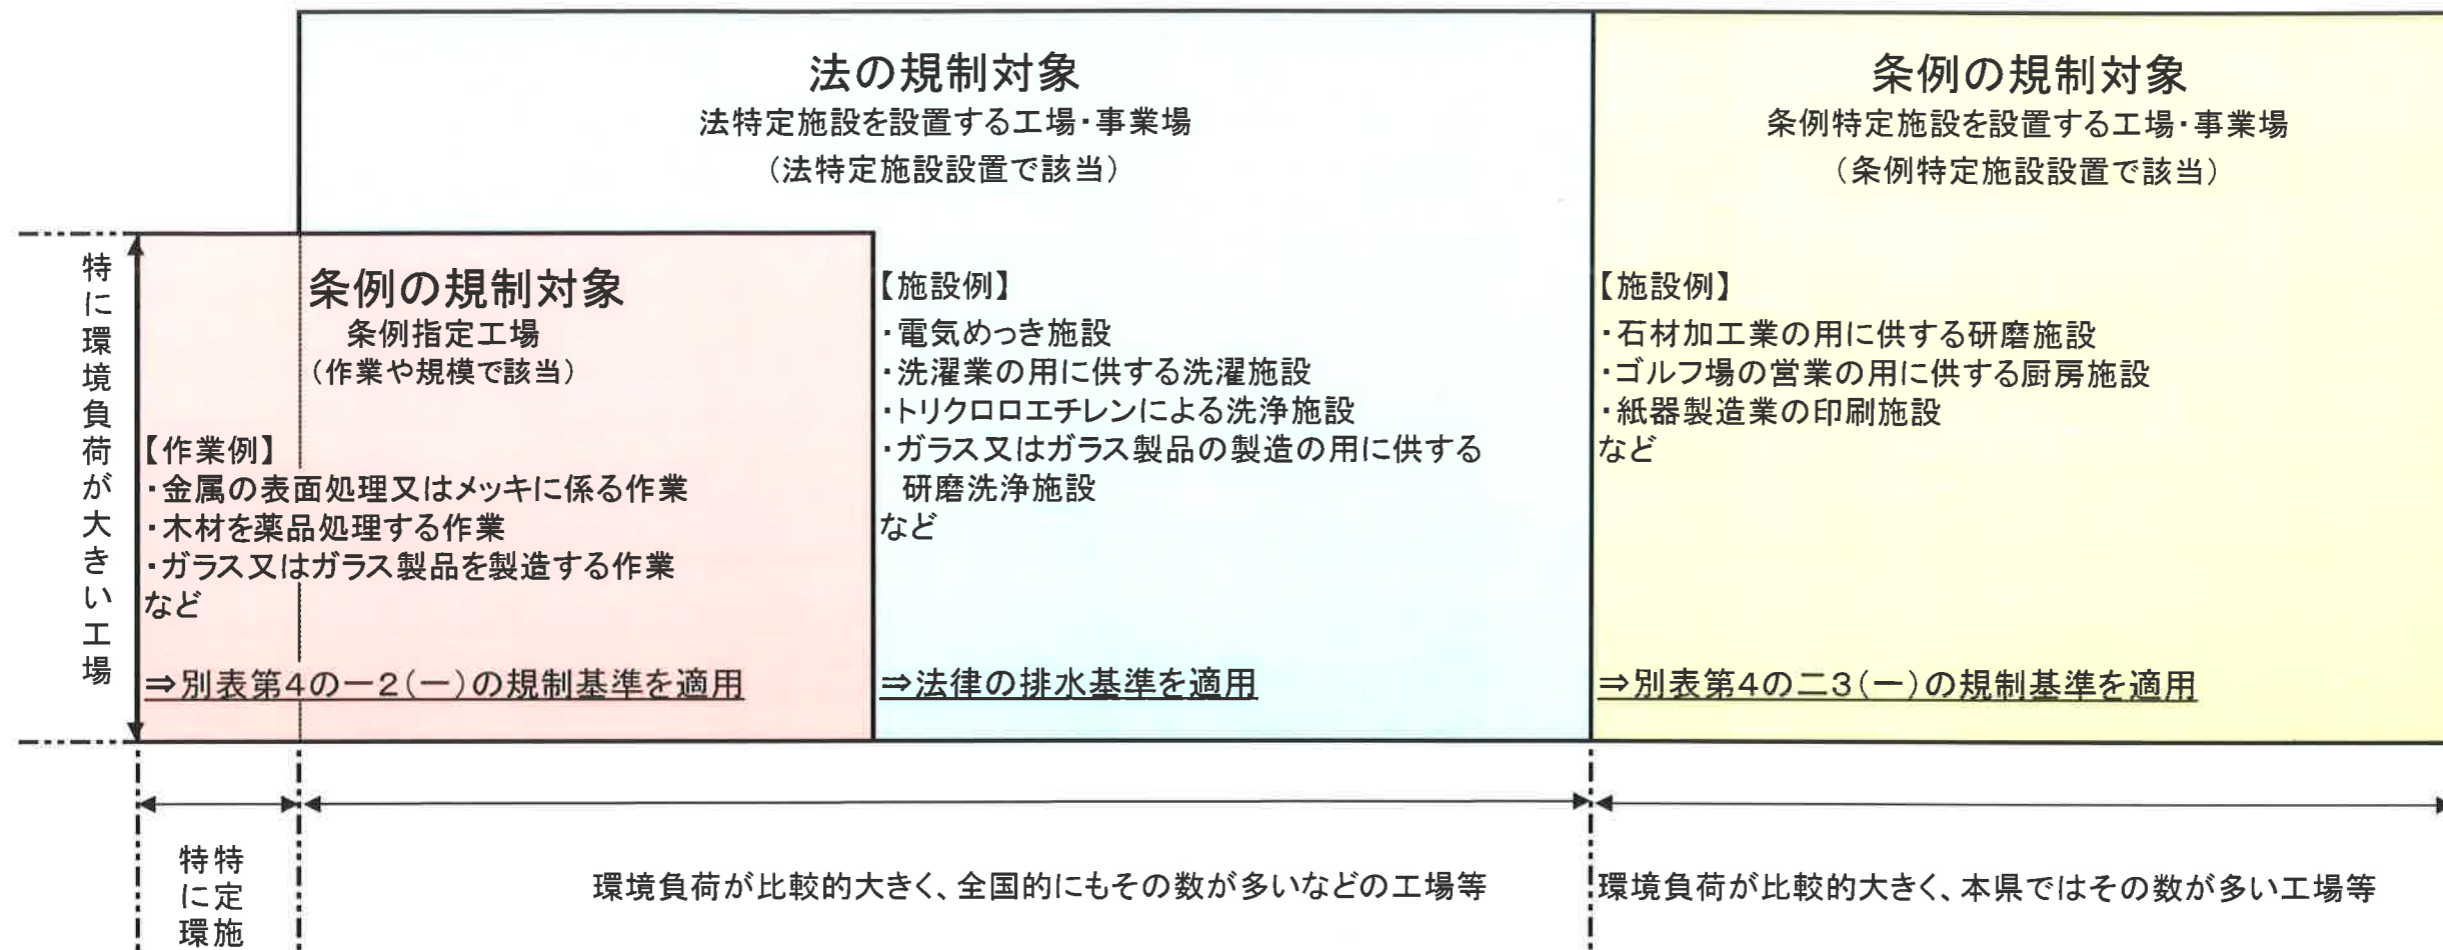 法の規制対象
法特定施設を設置する工場・事業場
（法特定施設設置で該当）
条例の規制対象
条例特定施設を設置する工場・事業場
（条例特定施設設置で該当）
特に環境負荷が大きい工場
条例の規制対象
条例指定工場
（作業や規模で該当）
【作業例】
・金属の表面処理又はメッキに係る作業
・木材を薬品処理する作業
・ガラス又はガラス製品を製造する作業
など
⇒別表第4の一2(一)の規制基準を適用
【施設例】
・電気めっき施設
・洗濯業の用に供する洗濯施設
・トリクロロエチレンによる洗浄施設
・ガラス又はガラス製品の製造の用に供する
研磨洗浄施設
など
⇒法律の排水基準を適用
【施設例】
・石材加工業の用に供する研磨施設
・ゴルフ場の営業の用に供する厨房施設
・紙器製造業の印刷施設
など
⇒別表第4の二3(一)の規制基準を適用
特定施
特に環
環境負荷が比較的大きく、全国的にもその数が多いなどの工場等
環境負荷が比較的大きく、本県ではその数が多い工場等